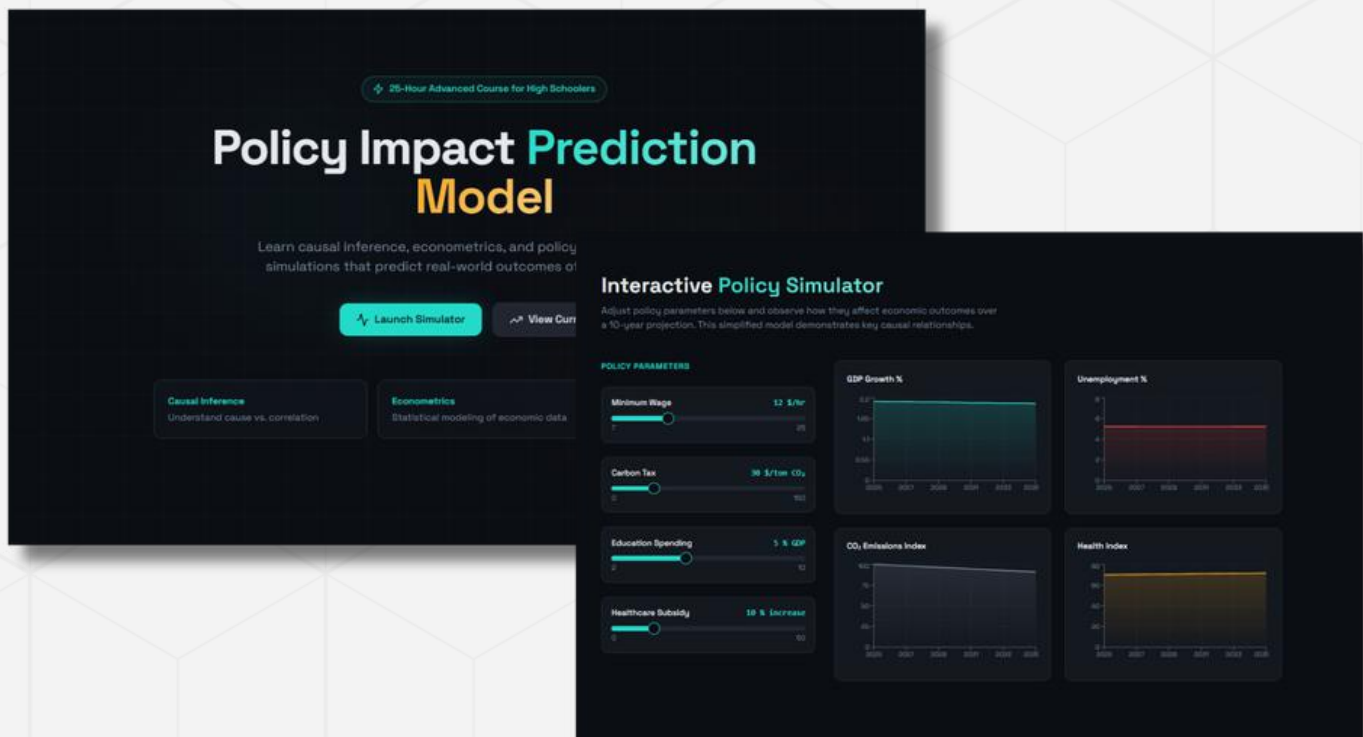 25-Hour Advanced Course for High Schoolers
Policy Impact Prediction
Model
Learn causal inference, econometrics, and policy
simulations that predict real-world outcomes
Launch Simulator
View
Causal Inference
Understand cause vs. correlation
Econometrics
Statistical modeling of economic data
Interactive Policy Simulator
Adjust policy parameters below and observe how they affect economic outcomes over
a 10-year projection. This simplified model demonstrates key causal relationships.
POLICY PARAMETERS
Minimum Wage 12 $/hr
7 25
Carbon Tax 30 $/ton CO₂
0
Education Spending 5 % GDP
2 12
Healthcare Subsidy 10 % increase
0 50
GDP Growth %
Unemployment %
CO₂ Emissions Index
Health Index